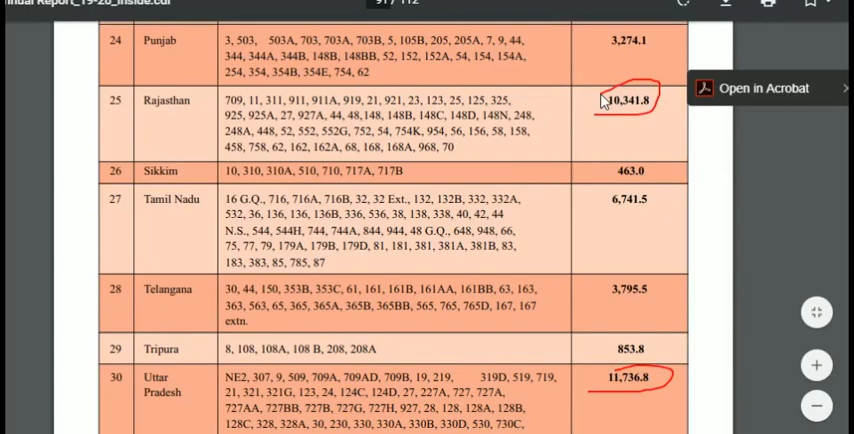 nnual Report_19-20_Inside.cdr
91 / 112
Open in Acrobat
24 Punjab 3, 503, 503A, 703, 703A, 703B, 5, 105B, 205, 205A, 7, 9, 44, 3,274.1
344, 344A, 344B, 148B, 148BB, 52, 152, 152A, 54, 154, 154A,
254, 354, 354B, 354E, 754, 62
25 Rajasthan 709, 11, 311, 911, 911A, 919, 21, 921, 23, 123, 25, 125, 325, 10,341.8
925, 925A, 27, 927A, 44, 48,148, 148B, 148C, 148D, 148N, 248,
248A, 448, 52, 552, 552G, 752, 54, 754K, 954, 56, 156, 58, 158,
458, 758, 62, 162, 162A, 68, 168, 168A, 968, 70
26 Sikkim 10, 310, 310A, 510, 710, 717A, 717B 463.0
27 Tamil Nadu 16 G.Q., 716, 716A, 716B, 32, 32 Ext., 132, 132B, 332, 332A, 6,741.5
532, 36, 136, 136, 136B, 336, 536, 38, 138, 338, 40, 42, 44
N.S., 544, 544H, 744, 744A, 844, 944, 48 G.Q., 648, 948, 66,
75, 77, 79, 179A, 179B, 179D, 81, 181, 381, 381A, 381B, 83,
183, 383, 85, 785, 87
28 Telangana 30, 44, 150, 353B, 353C, 61, 161, 161B, 161AA, 161BB, 63, 163, 3,795.5
363, 563, 65, 365, 365A, 365B, 365BB, 565, 765, 765D, 167, 167
extn.
29 Tripura 8, 108, 108A, 108 B, 208, 208A 853.8
30 Uttar NE2, 307, 9, 509, 709A, 709AD, 709B, 19, 219, 319D, 519, 719, 11,736.8
Pradesh 21, 321, 321G, 123, 24, 124C, 124D, 27, 227A, 727, 727A,
727AA, 727BB, 727B, 727G, 727H, 927, 28, 128, 128A, 128B,
128C, 328, 328A, 30, 230, 330, 330A, 330B, 330D, 530, 730C,